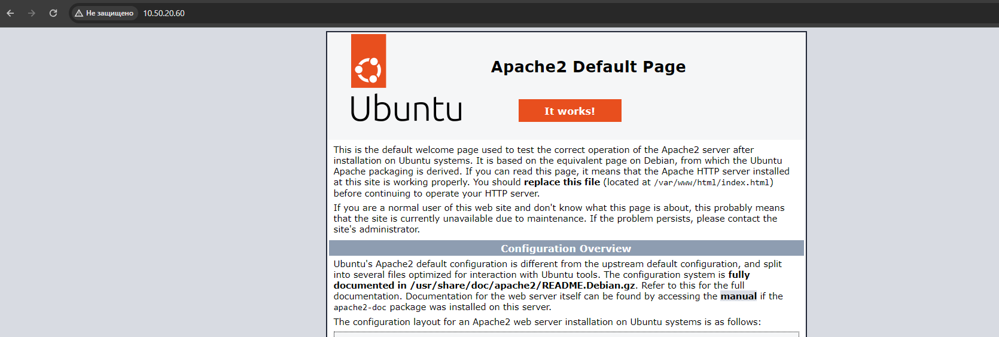 Не защищено 10.50.20.60
Apache2 Default Page
Ubuntu
It works!
This is the default welcome page used to test the correct operation of the Apache2 server after
installation on Ubuntu systems. It is based on the equivalent page on Debian, from which the Ubuntu
Apache packaging is derived. If you can read this page, it means that the Apache HTTP server installed
at this site is working properly. You should replace this file (located at /var/www/html/index.html)
before continuing to operate your HTTP server.
If you are a normal user of this web site and don't know what this page is about, this probably means
that the site is currently unavailable due to maintenance. If the problem persists, please contact the
site's administrator.
Configuration Overview
Ubuntu's Apache2 default configuration is different from the upstream default configuration, and split
into several files optimized for interaction with Ubuntu tools. The configuration system is fully
documented in /usr/share/doc/apache2/README.Debian.gz. Refer to this for the full
documentation. Documentation for the web server itself can be found by accessing the manual if the
apache2-doc package was installed on this server.
The configuration layout for an Apache2 web server installation on Ubuntu systems is as follows: